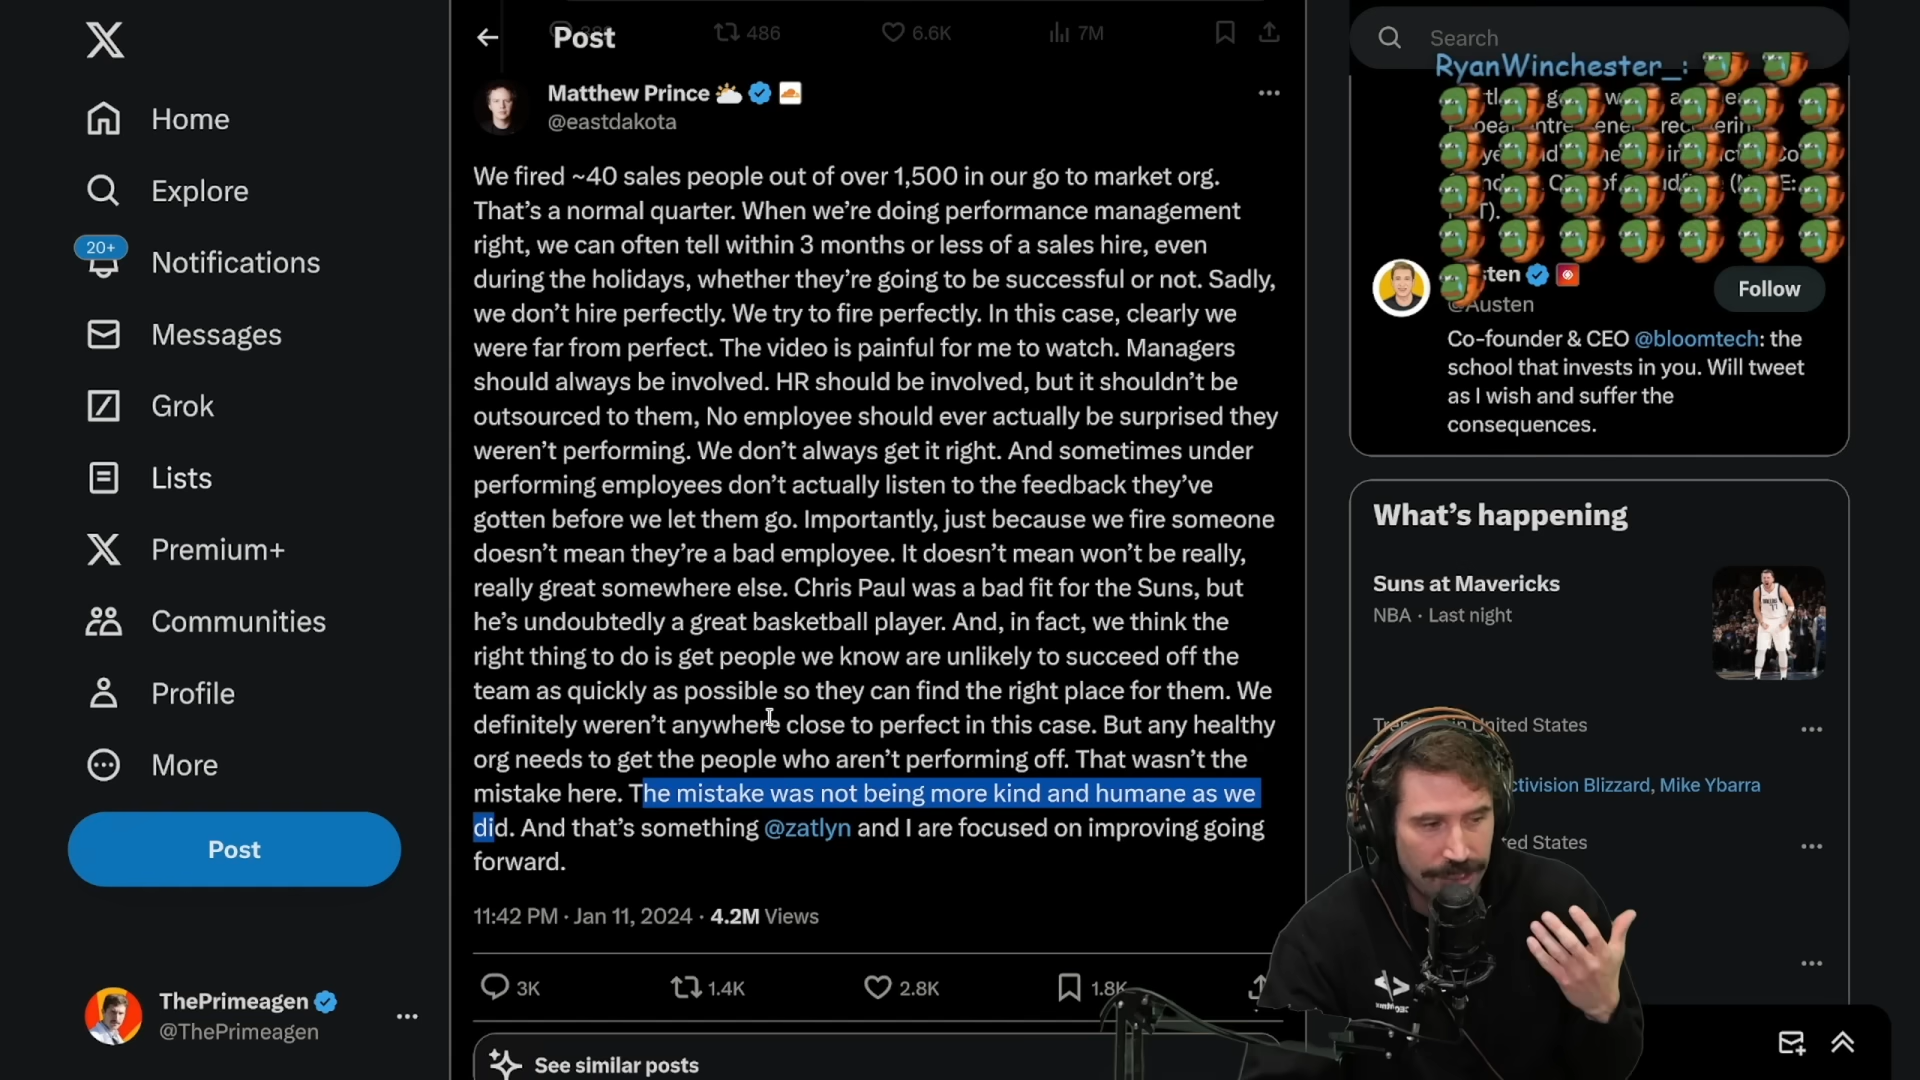 486
6.6K
7M
Post
Search
RyanWinchester_:
Home
Matthew Prince
@eastdakota
Explore
We fired ~40 sales people out of over 1,500 in our go to market org.
That's a normal quarter. When we're doing performance management
right, we can often tell within 3 months or less of a sales hire, even
during the holidays, whether they're going to be successful or not. Sadly,
we don't hire perfectly. We try to fire perfectly. In this case, clearly we
were far from perfect. The video is painful for me to watch. Managers
should always be involved. HR should be involved, but it shouldn't be
outsourced to them, No employee should ever actually be surprised they
weren't performing. We don't always get it right. And sometimes under
performing employees don't actually listen to the feedback they've
gotten before we let them go. Importantly, just because we fire someone
doesn't mean they're a bad employee. It doesn't mean won't be really,
really great somewhere else. Chris Paul was a bad fit for the Suns, but
he's undoubtedly a great basketball player. And, in fact, we think the
right thing to do is get people we know are unlikely to succeed off the
team as quickly as possible so they can find the right place for them. We
definitely weren't anywhere close to perfect in this case. But any healthy
org needs to get the people who aren't performing off. That wasn't the
mistake here. The mistake was not being more kind and humane as we
did. And that's something @zatlyn and I are focused on improving going
forward.
11:42 PM · Jan 11, 2024 · 4.2M Views
3K
1.4K
2.8K
1.8K
See similar posts
20+
Notifications
Messages
Grok
Lists
Premium+
Communities
Profile
More
Post
ThePrimeagen
@ThePrimeagen
@Austen
Follow
Co-founder & CEO @bloomtech: the
school that invests in you. Will tweet
as I wish and suffer the
consequences.
What's happening
Suns at Mavericks
NBA · Last night
United States
Blizzard, Mike Ybarra
States